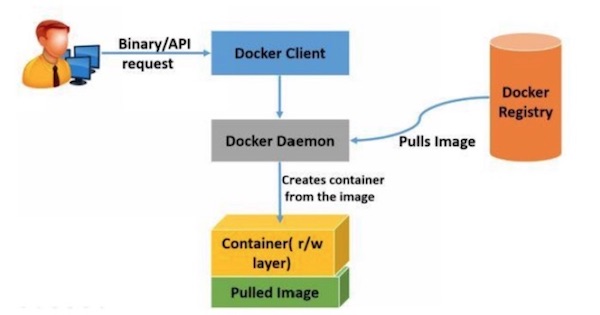 Binary/API
request
Docker Client
Docker
Registry
Docker Daemon
Pulls Image
Creates container
from the image
Container( r/w
layer)
Pulled Image